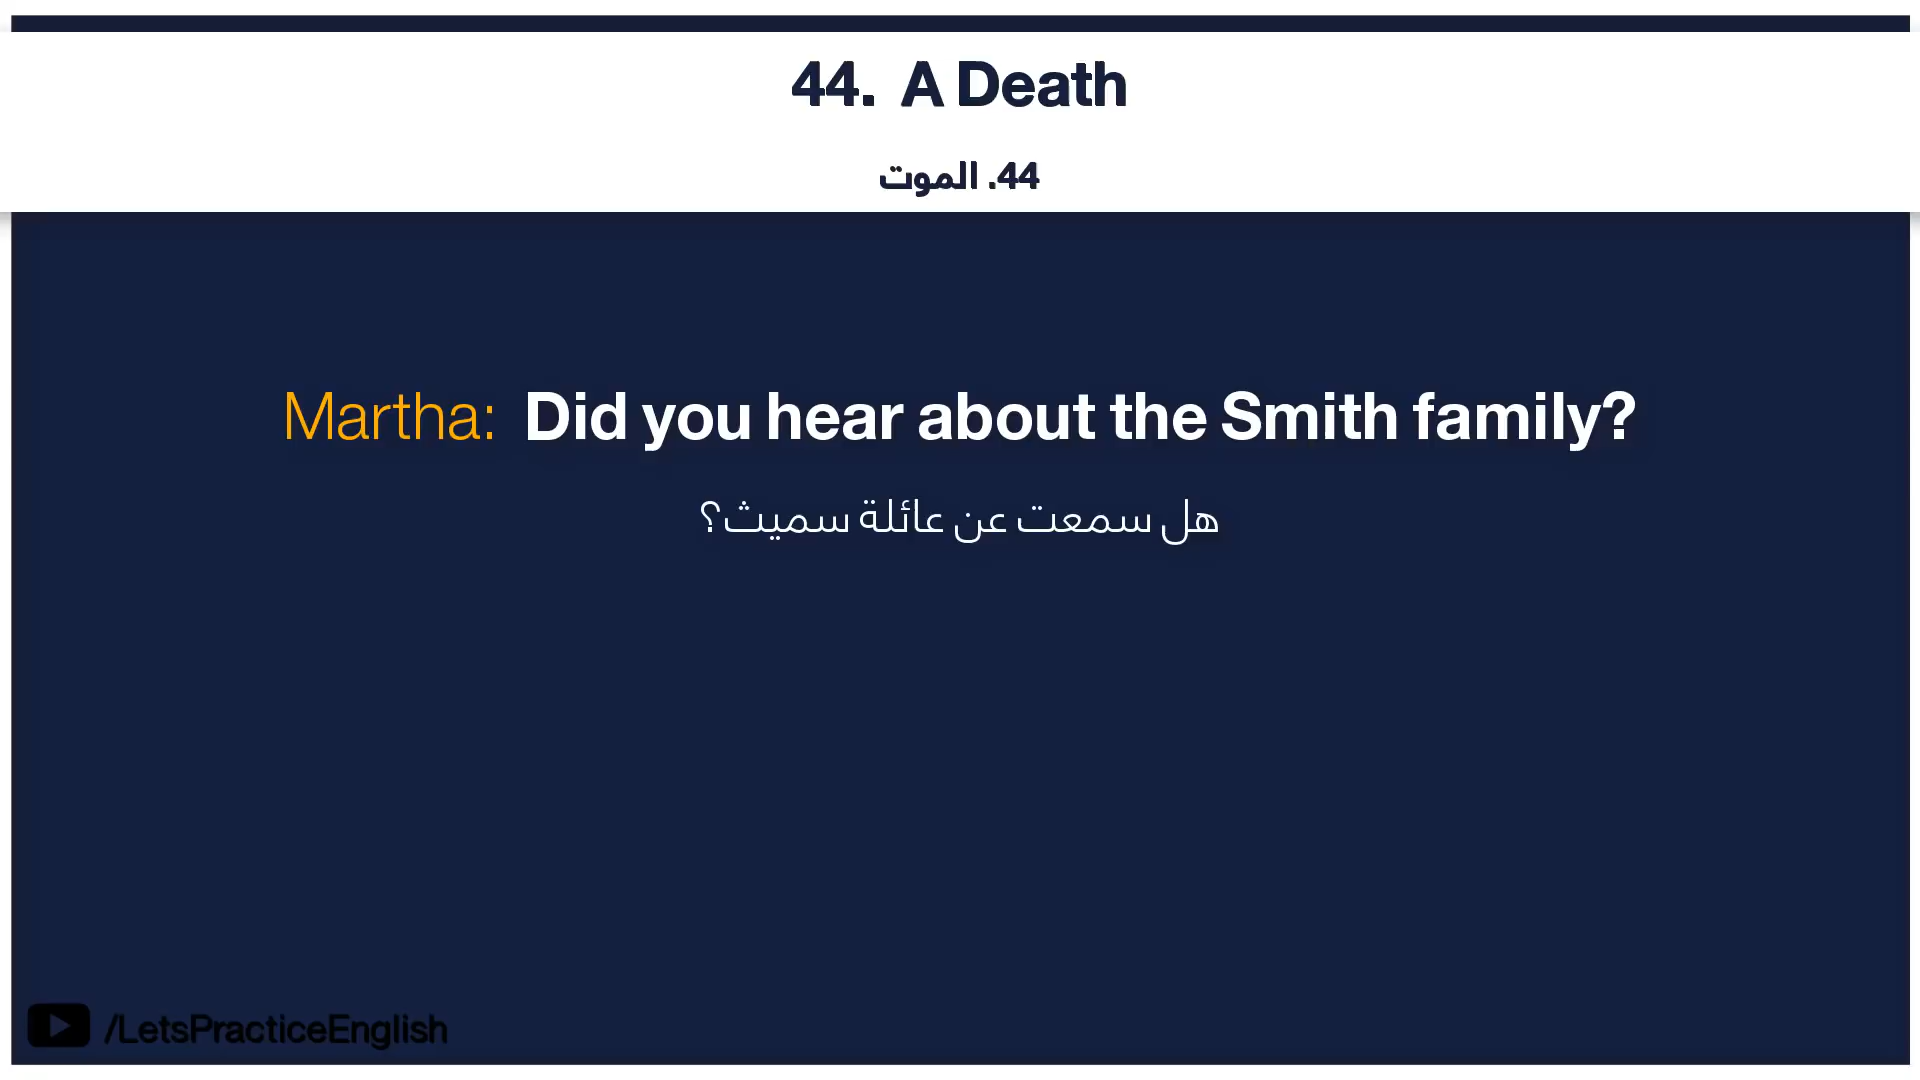 44. A Death
44. الموت
Martha: Did you hear about the Smith family?
هل سمعت عن عائلة سميث؟
/LetsPracticeEnglish